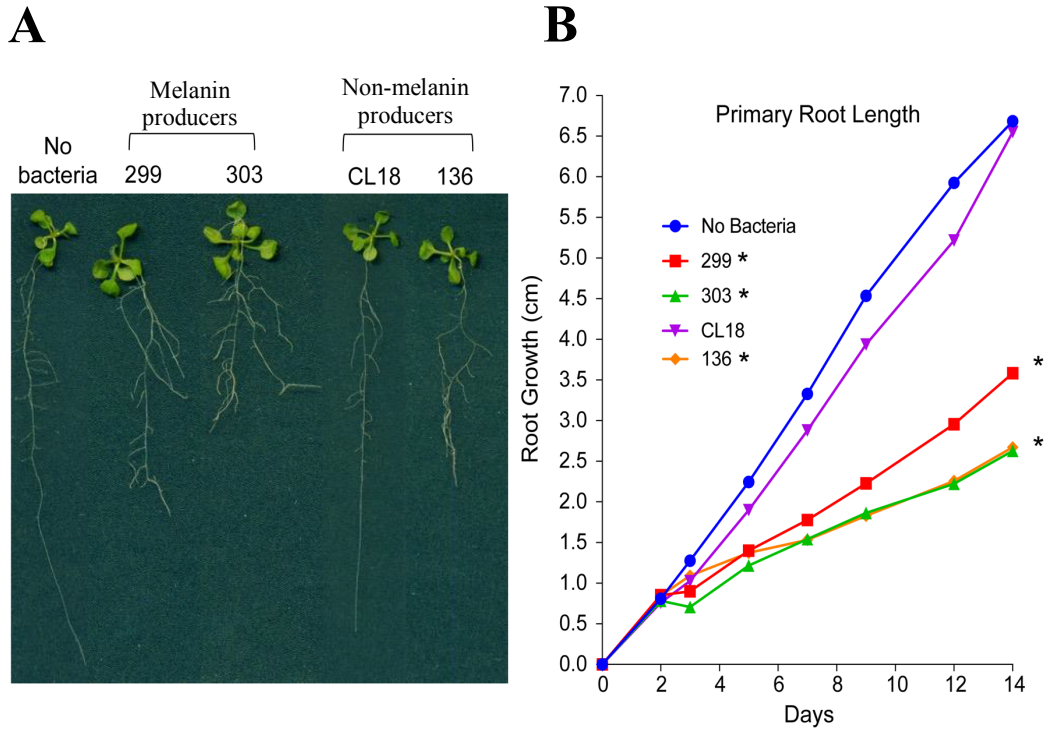 A
Melanin
producers
Non-melanin
producers
No
bacteria
299
303
CL18
136
B
Primary Root Length
Root Growth (cm)
7.0
6.5
6.0
5.5
5.0
4.5
4.0
3.5
3.0
2.5
2.0
1.5
1.0
0.5
0.0
No Bacteria
299 *
303 *
CL18
136 *
*
*
0 2 4 6 8 10 12 14
Days